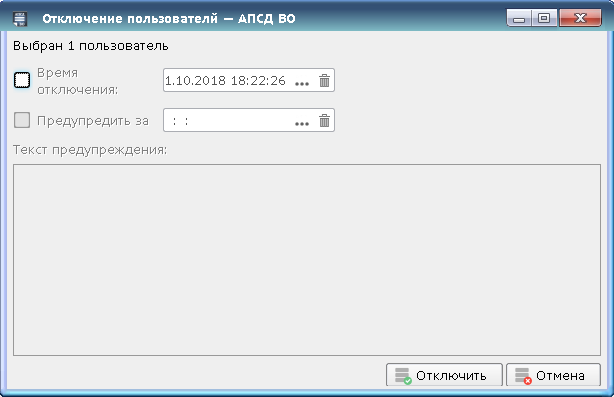 Отключение пользователй — АПСД ВО
Выбран 1 пользователь
Время
отключения:
1.10.2018 18:22:26 ...
Предупредить за
: : ...
Текст предупреждения:
Отключить
Отмена